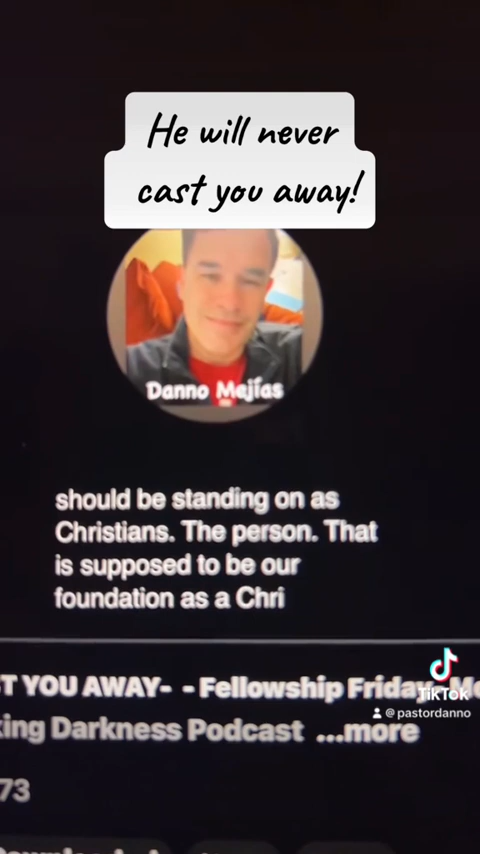 He will never
cast you away!
Danno Mejías
should be standing on as
Christians. The person. That
is supposed to be our
foundation as a Chri
T YOU AWAY- - Fellowship Friday
TikTok
king Darkness Podcast ...more
@pastordanno
73